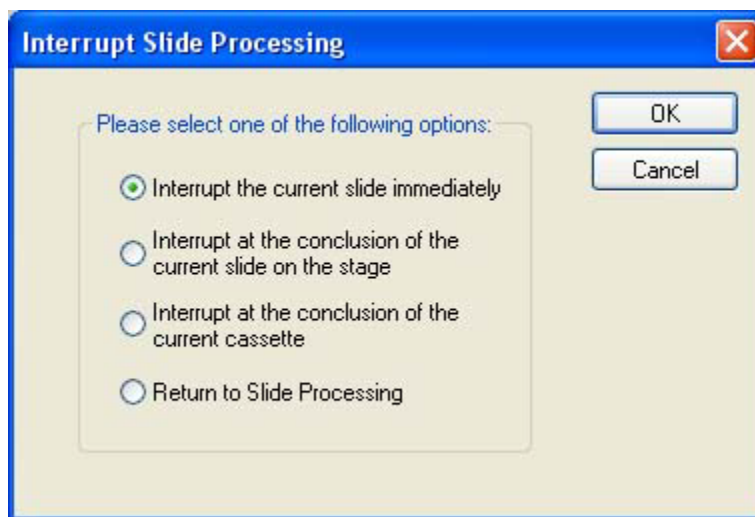 Interrupt Slide Processing
Please select one of the following options:
OK
Cancel
Interrupt the current slide immediately
Interrupt at the conclusion of the
current slide on the stage
Interrupt at the conclusion of the
current cassette
Return to Slide Processing